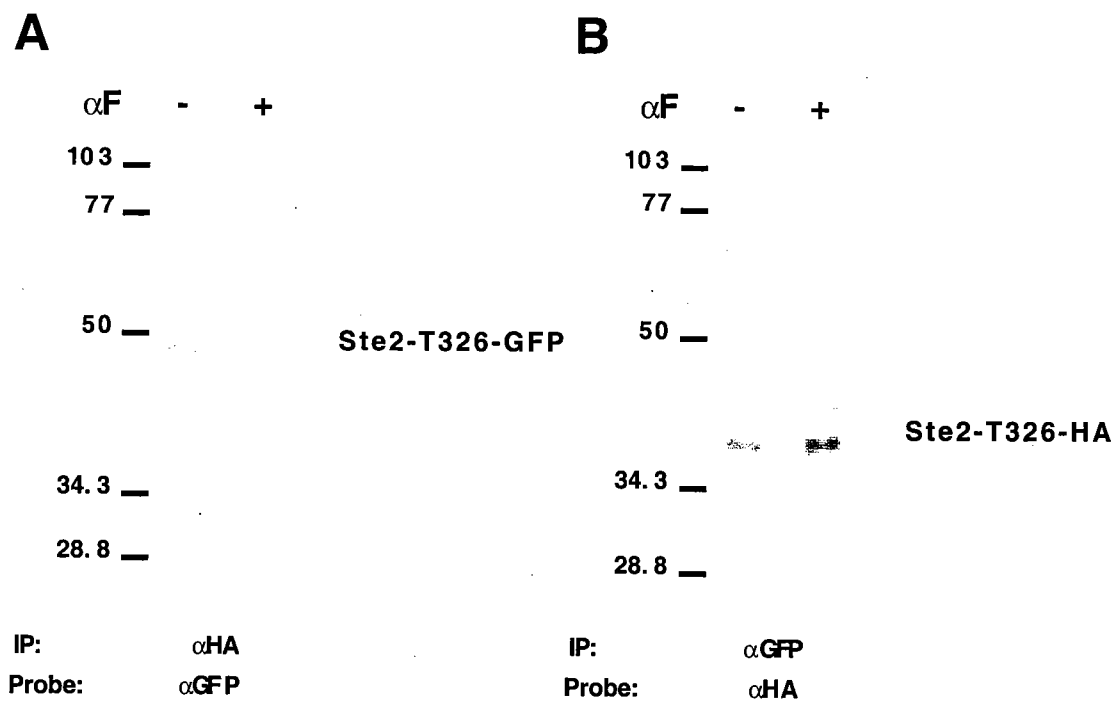 A
αF - +
103
77
50
Ste2-T326-GFP
34.3
28.8
IP: αHA
Probe: αGFP
B
αF - +
103
77
50
Ste2-T326-HA
34.3
28.8
IP: αGFP
Probe: αHA